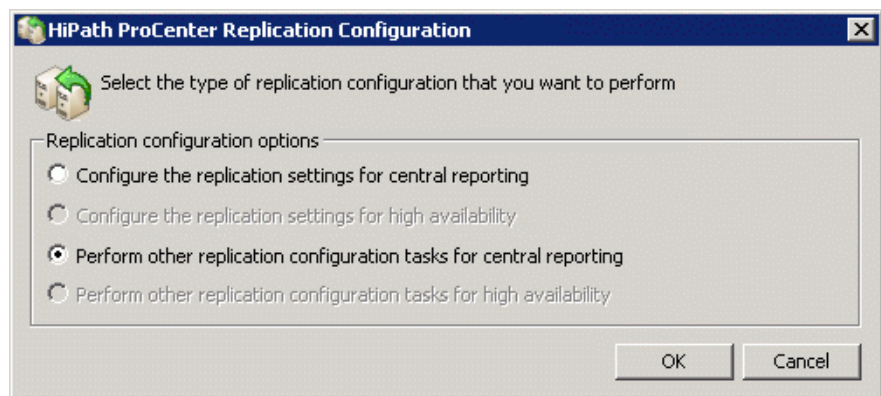 HiPath ProCenter Replication Configuration
Select the type of replication configuration that you want to perform
Replication configuration options
Configure the replication settings for central reporting
Configure the replication settings for high availability
Perform other replication configuration tasks for central reporting
Perform other replication configuration tasks for high availability
OK
Cancel